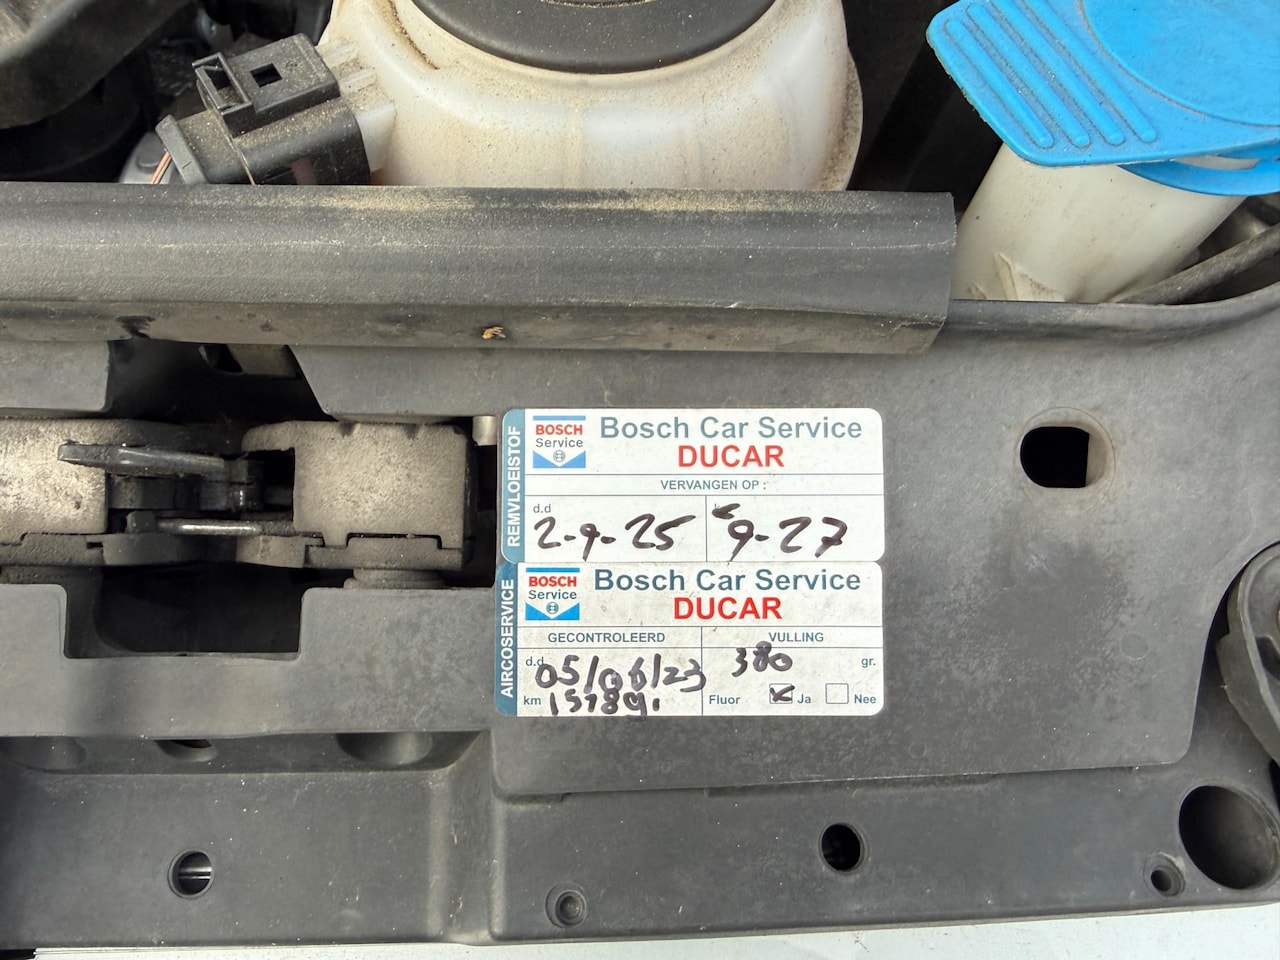 REMVLOEISTOF
BOSCH
Service
Bosch Car Service
DUCAR
VERVANGEN OP :
d.d
2-9-25
9-27
AIRCOSERVICE
BOSCH
Service
Bosch Car Service
DUCAR
GECONTROLEERD
VULLING
d.d
05/06/23
380 gr.
km
Fluor
Ja
Nee